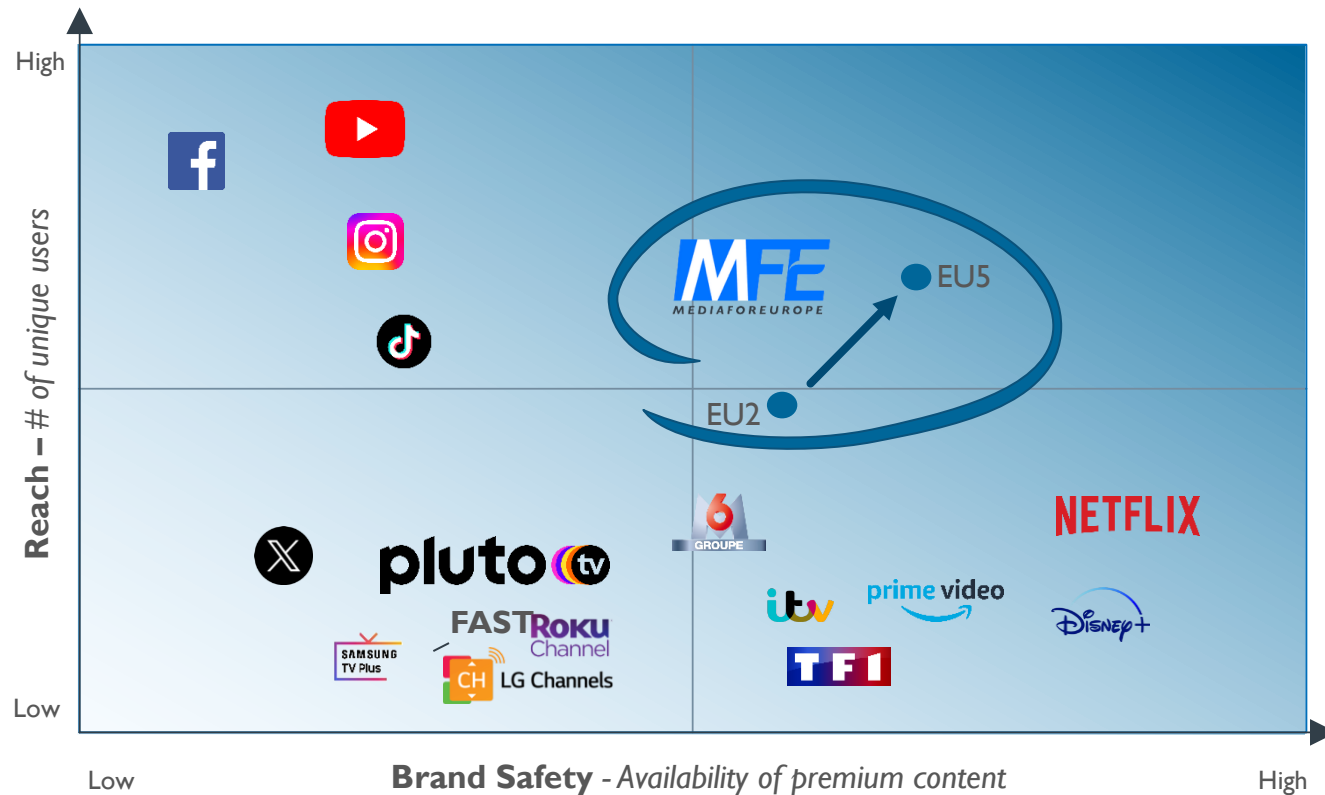 High
MFE
MEDIAFOREUROPE
EU5
EU2
Reach – # of unique users
6
GROUPE
NETFLIX
X
pluto tv
itv
prime video
Disney+
FAST
ROKU
Channel
SAMSUNG
TV Plus
CH LG Channels
TF1
Low
Low
Brand Safety - Availability of premium content
High